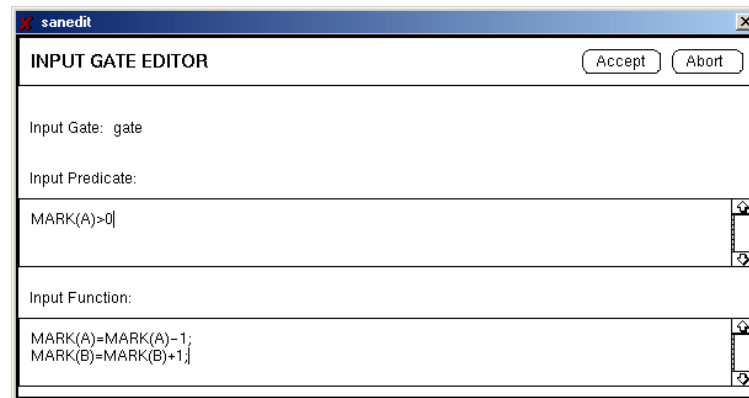 sanedit
INPUT GATE EDITOR
Accept
Abort
Input Gate: gate
Input Predicate:
MARK(A)>0
Input Function:
MARK(A)=MARK(A)-1;
MARK(B)=MARK(B)+1;